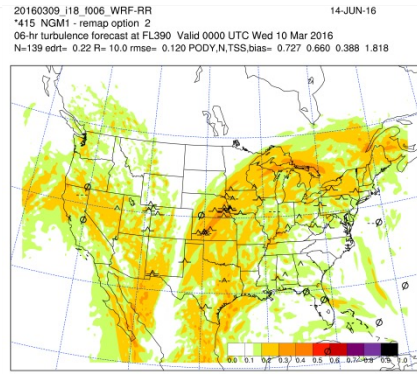 20160309_i18_f006_WRF-RR 14-JUN-16
*415 NGM1 - remap option 2
06-hr turbulence forecast at FL390 Valid 0000 UTC Wed 10 Mar 2016
N=139 edrt= 0.22 R= 10.0 rmse= 0.120 PODY,N,TSS,bias= 0.727 0.660 0.388 1.818
0.0 0.1 0.2 0.3 0.4 0.5 0.6 0.7 0.8 0.9 1.0